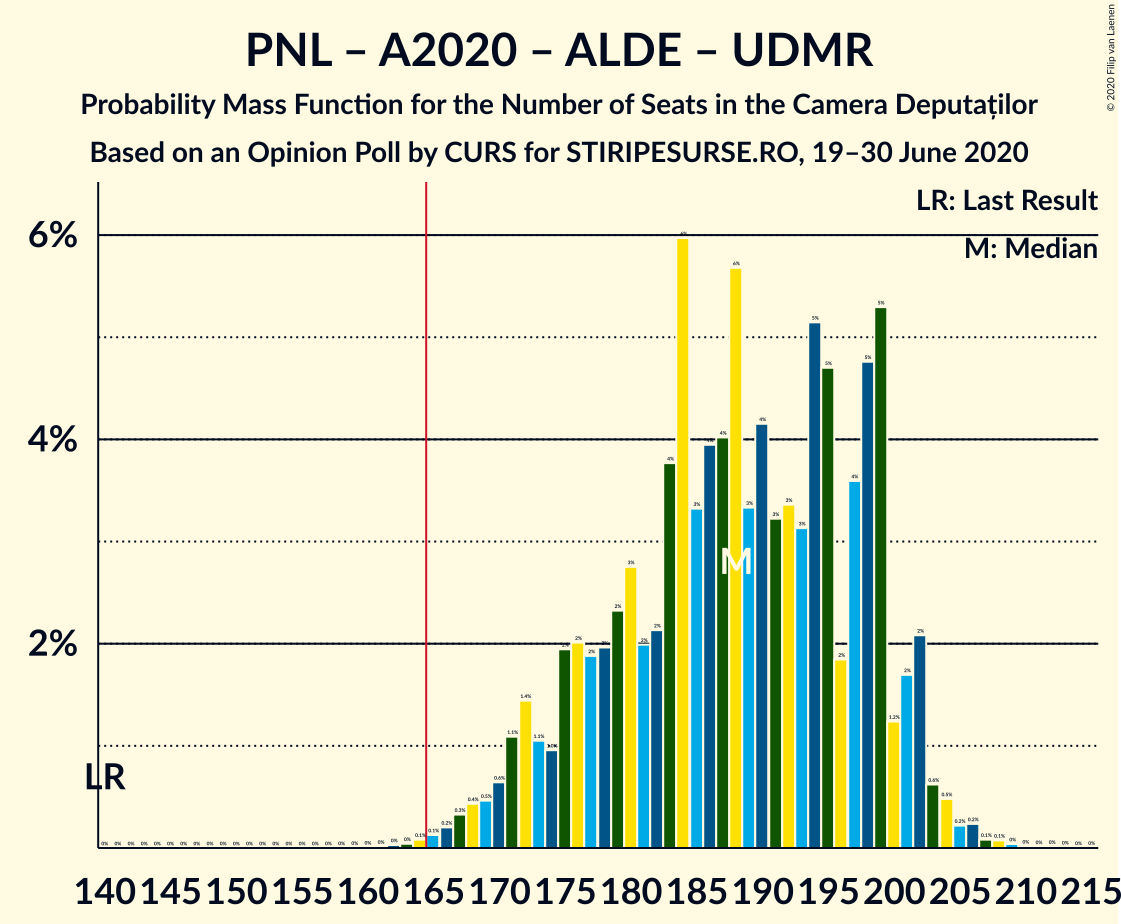 PNL – A2020 – ALDE – UDMR
Probability Mass Function for the Number of Seats in the Camera Deputaților
Based on an Opinion Poll by CURS for STIRIPESURSE.RO, 19–30 June 2020
© 2020 Filip van Laenen
LR: Last Result
M: Median
6%
4%
2%
LR
M
140 145 150 155 160 165 170 175 180 185 190 195 200 205 210 215